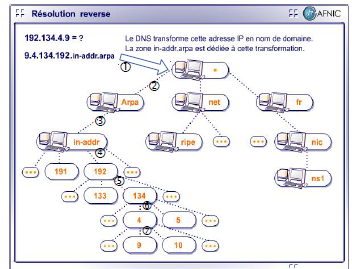 Résolution reverse
AFNIC
192.134.4.9 = ?
Le DNS transforme cette adresse IP en nom de domaine.
9.4.134.192.in-addr.arpa
La zone in-addr.arpa est dédiée à cette transformation.
1
•
2
Arpa
net
fr
3
in-addr
ripe
nic
4
191
192
ns1
5
133
134
6
4
5
7
9
10